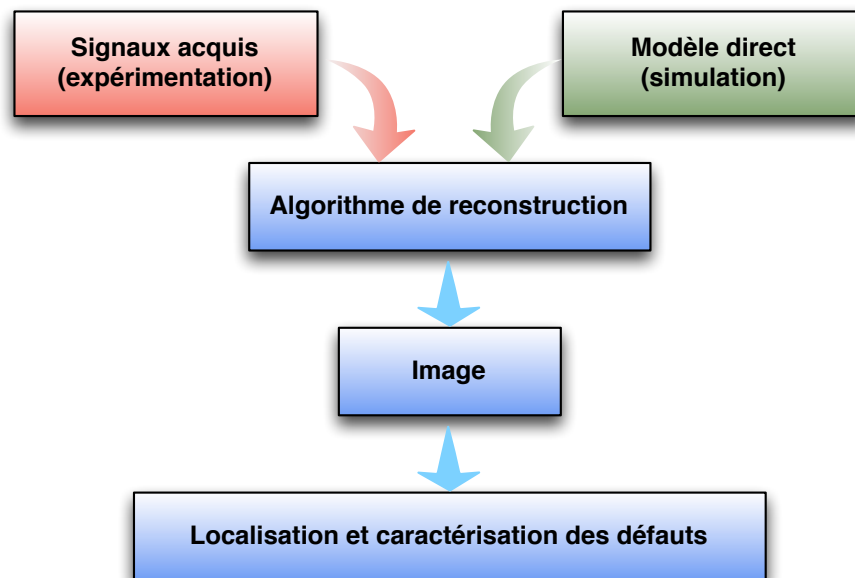 Signaux acquis
(expérimentation)
Modèle direct
(simulation)
Algorithme de reconstruction
Image
Localisation et caractérisation des défauts